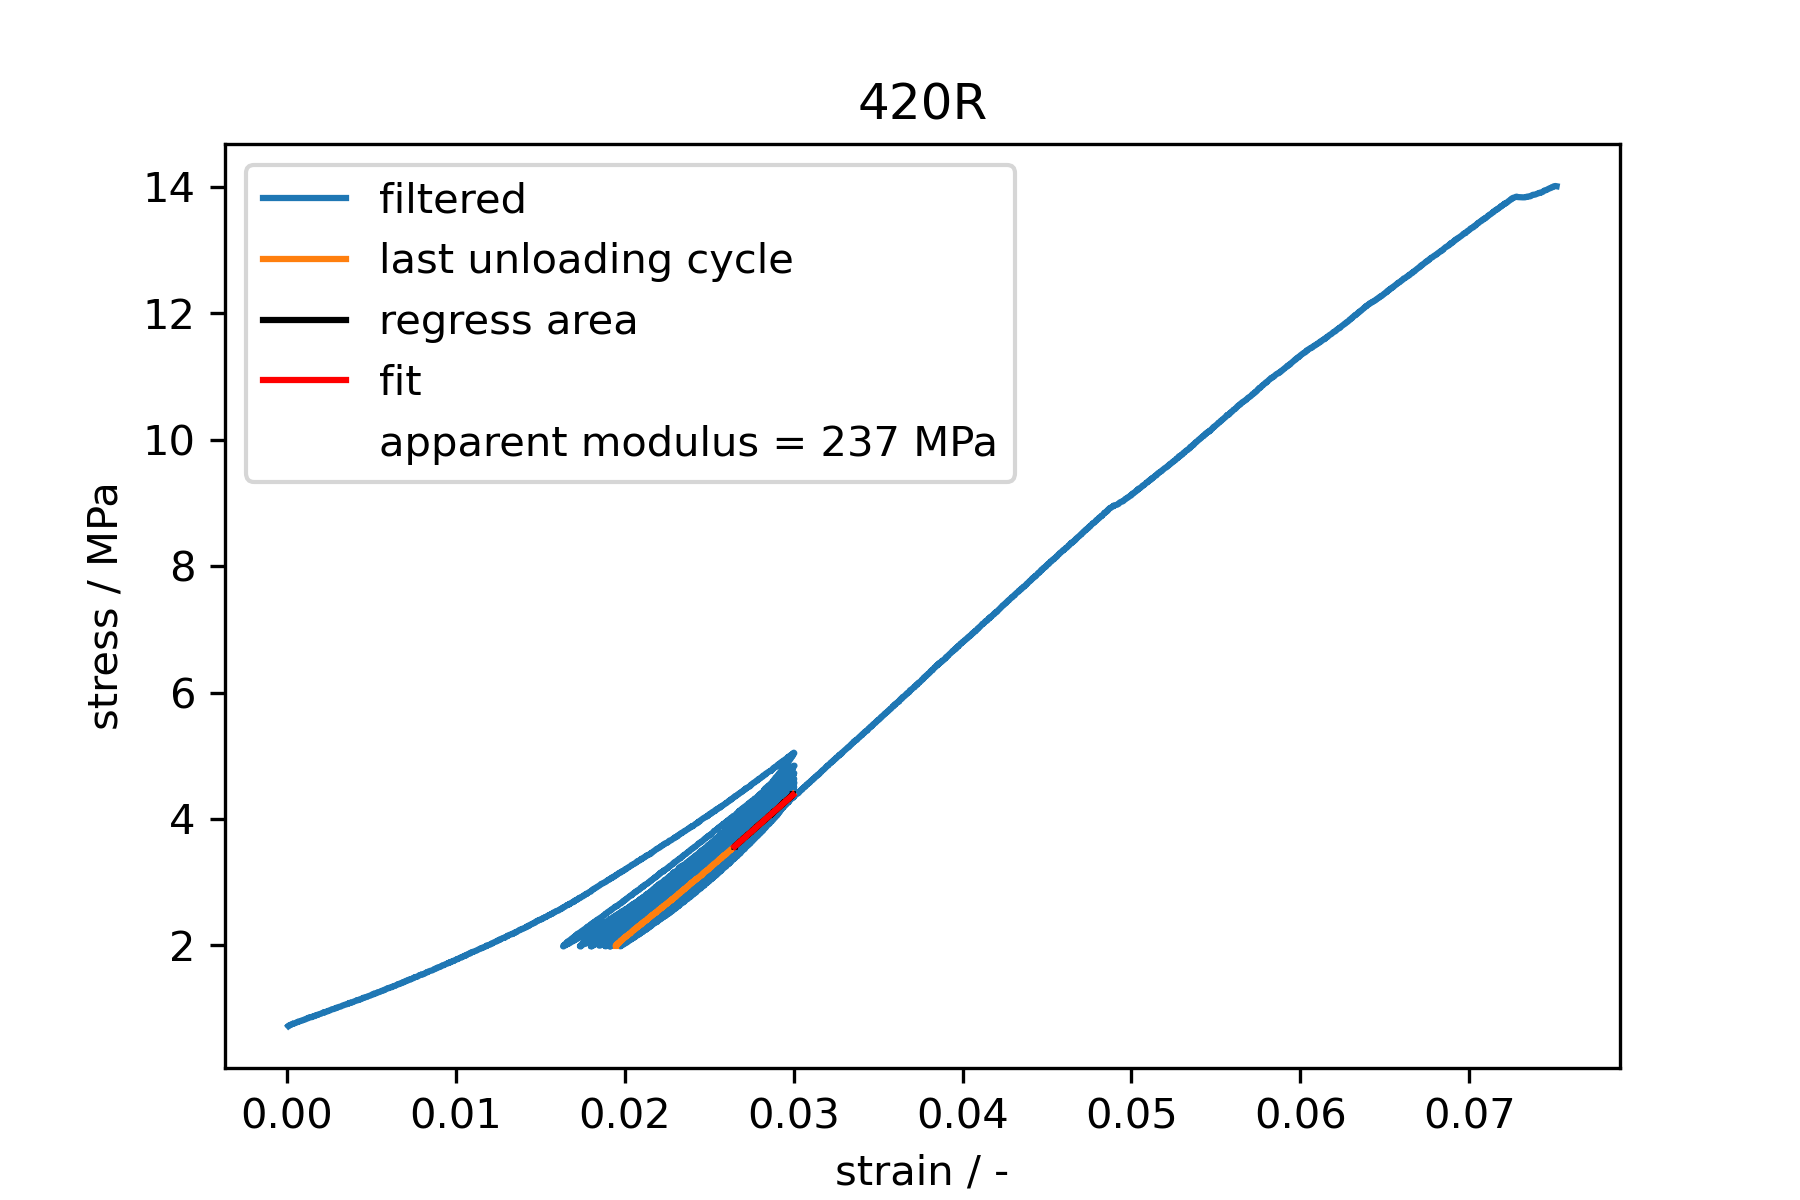 420R
filtered
last unloading cycle
regress area
fit
apparent modulus = 237 MPa
stress / MPa
14
12
10
8
6
4
2
0.00 0.01 0.02 0.03 0.04 0.05 0.06 0.07
strain / -